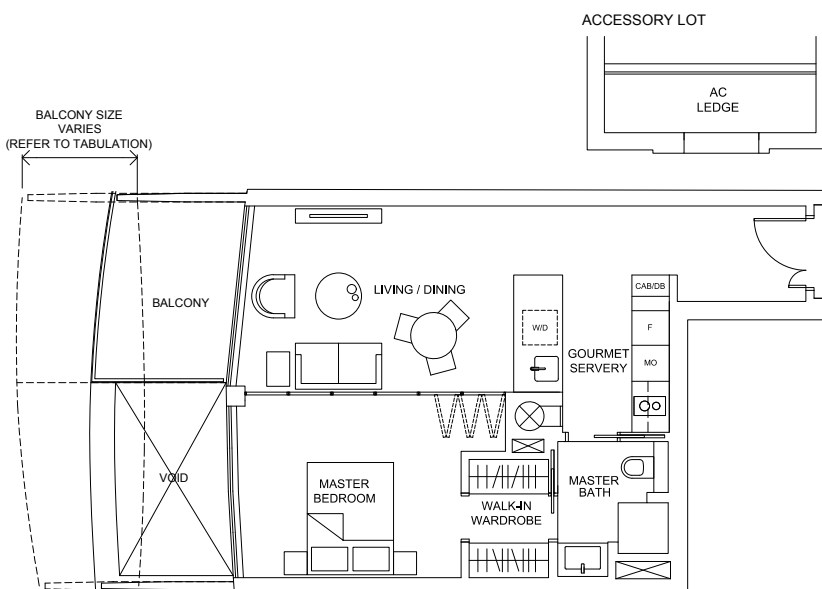 ACCESSORY LOT
AC
LEDGE
BALCONY SIZE
VARIES
(REFER TO TABULATION)
BALCONY
LIVING / DINING
CAB/DB
W/D
F
GOURMET
SERVERY
MO
VOID
MASTER
BEDROOM
WALK-IN
WARDROBE
MASTER
BATH